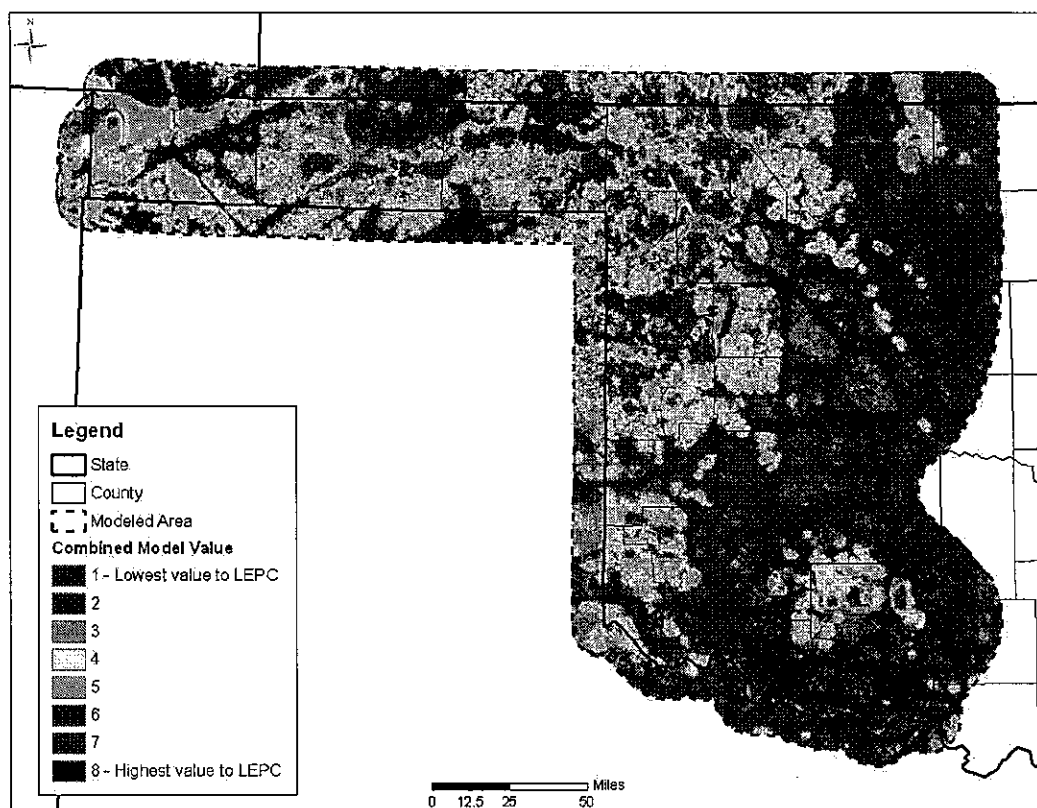 N
Legend
State
County
Modeled Area
Combined Model Value
1 - Lowest value to LEPC
2
3
4
5
6
7
8 - Highest value to LEPC
Miles
0 12.5 25 50